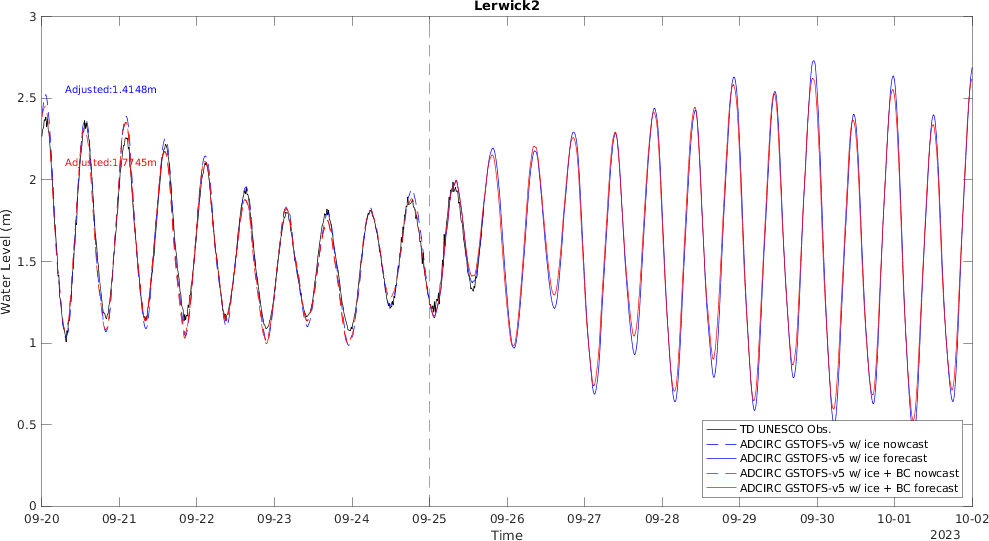 Lerwick2
Water Level (m)
3
2.5
2
1.5
1
0.5
0
Adjusted:1.4148m
Adjusted:1.7745m
TD UNESCO Obs.
ADCIRC GSTOFS-v5 w/ ice nowcast
ADCIRC GSTOFS-v5 w/ ice forecast
ADCIRC GSTOFS-v5 w/ ice + BC nowcast
ADCIRC GSTOFS-v5 w/ ice + BC forecast
09-20 09-21 09-22 09-23 09-24 09-25 09-26 09-27 09-28 09-29 09-30 10-01 10-02
Time
2023